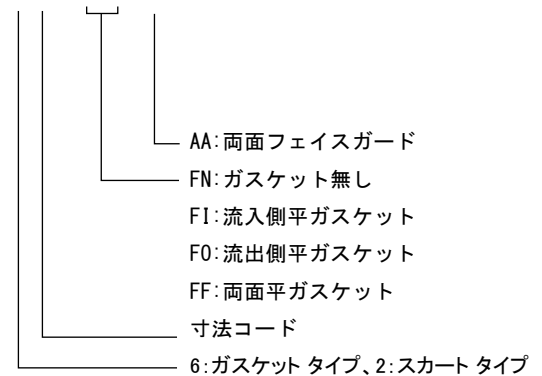 AA:両面フェイスガード
FN:ガスケット無し
FI:流入側平ガスケット
FO:流出側平ガスケット
FF:両面平ガスケット
寸法コード
6:ガスケット タイプ、2:スカート タイプ